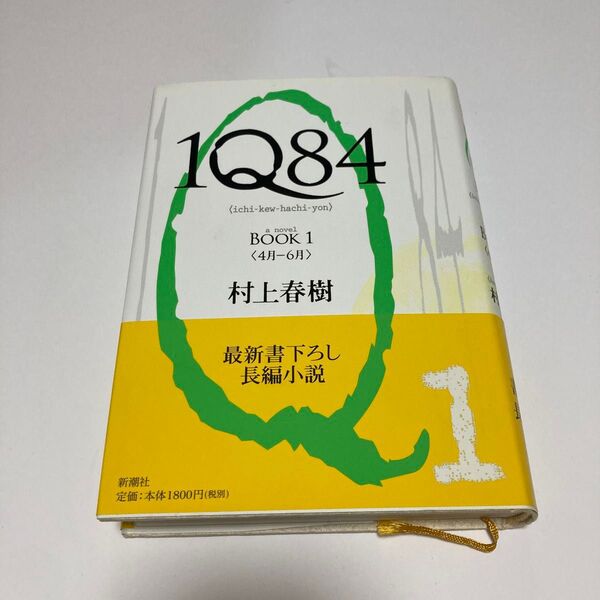 1Q84
〈ichi-kew-hachi-yon〉
a novel
BOOK 1
〈4月ー6月〉
村上春樹
最新書下ろし
長編小説
1
新潮社
定価:本体1800円(税別)